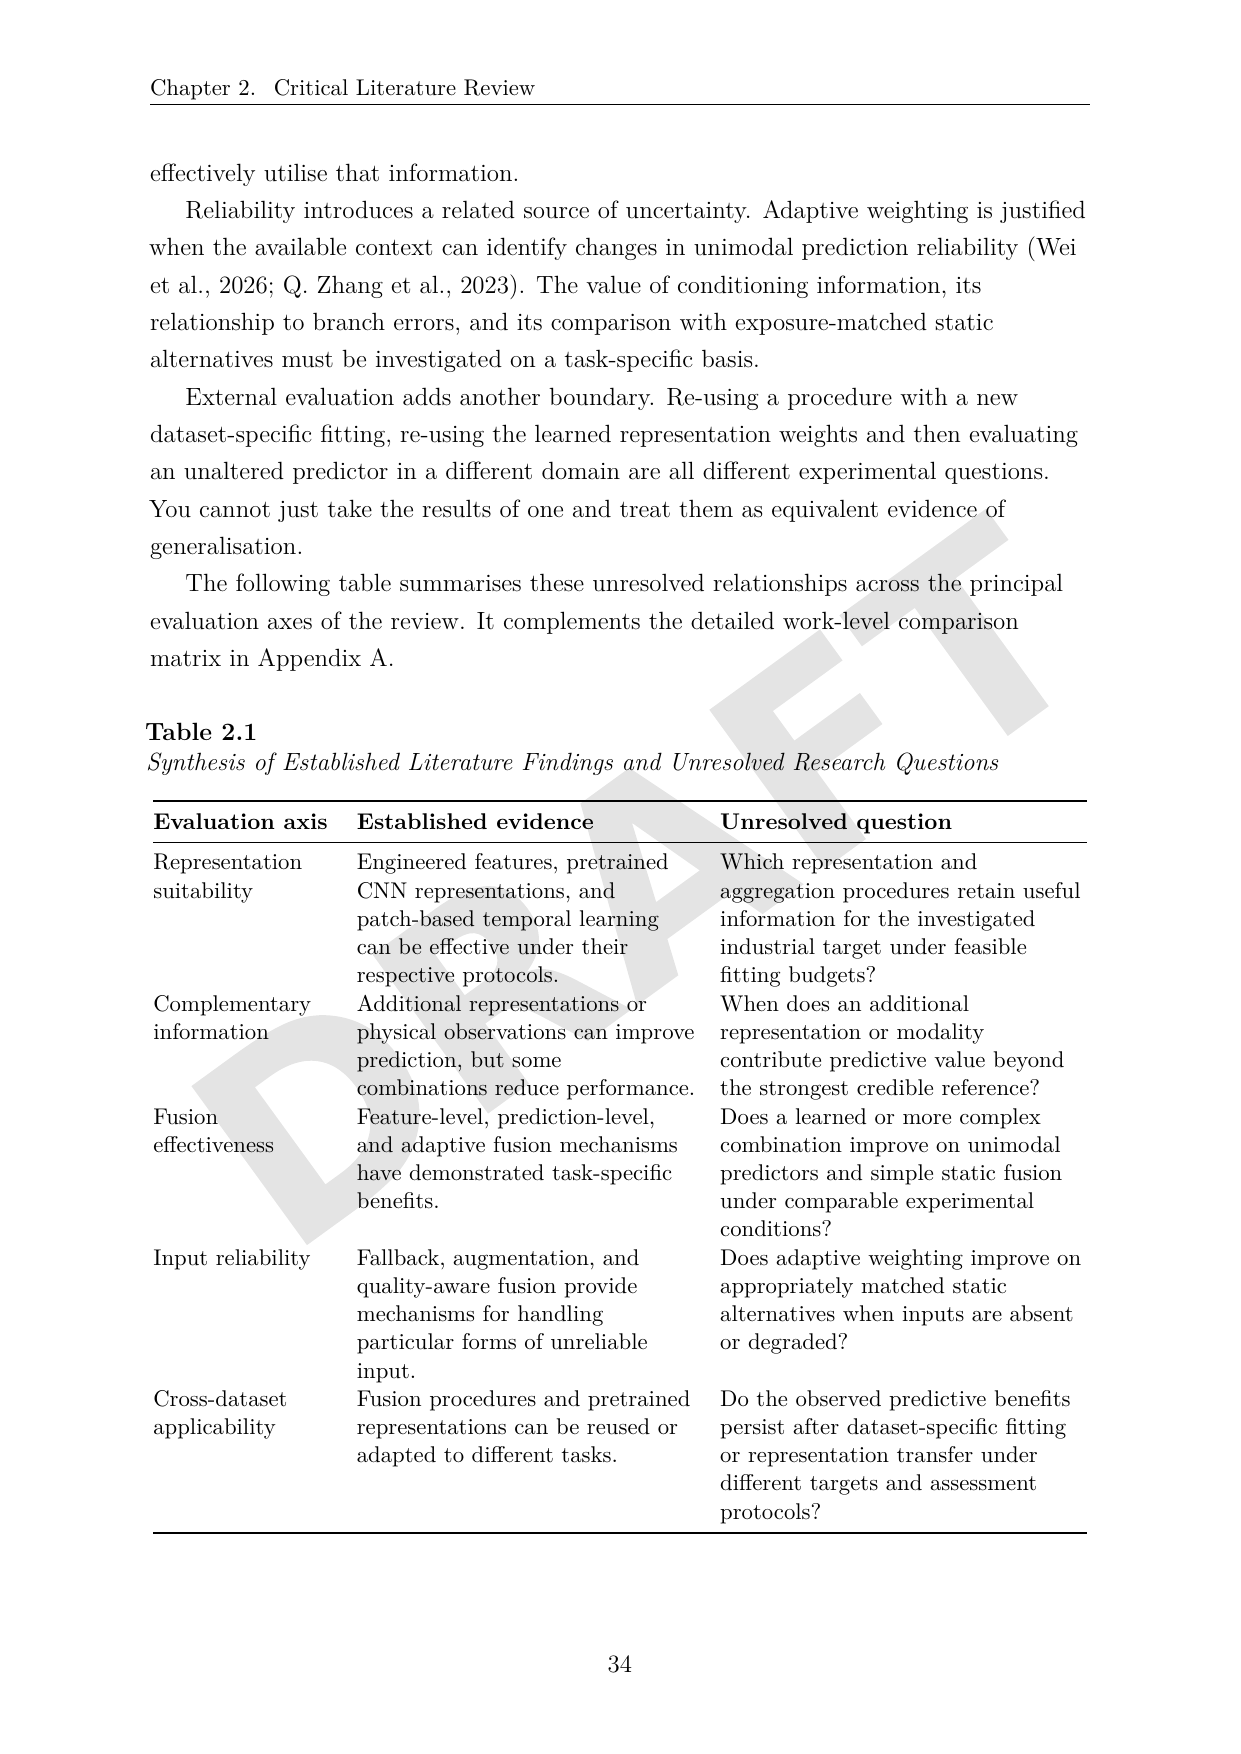 Chapter 2. Critical Literature Review
effectively utilise that information.
Reliability introduces a related source of uncertainty. Adaptive weighting is justified
when the available context can identify changes in unimodal prediction reliability (Wei
et al., 2026; Q. Zhang et al., 2023). The value of conditioning information, its
relationship to branch errors, and its comparison with exposure-matched static
alternatives must be investigated on a task-specific basis.
External evaluation adds another boundary. Re-using a procedure with a new
dataset-specific fitting, re-using the learned representation weights and then evaluating
an unaltered predictor in a different domain are all different experimental questions.
You cannot just take the results of one and treat them as equivalent evidence of
generalisation.
The following table summarises these unresolved relationships across the principal
evaluation axes of the review. It complements the detailed work-level comparison
matrix in Appendix A.
DRAFT
Table 2.1
Synthesis of Established Literature Findings and Unresolved Research Questions
Evaluation axis Established evidence Unresolved question
Representation Engineered features, pretrained Which representation and
suitability CNN representations, and aggregation procedures retain useful
patch-based temporal learning information for the investigated
can be effective under their industrial target under feasible
respective protocols. fitting budgets?
Complementary Additional representations or When does an additional
information physical observations can improve representation or modality
prediction, but some contribute predictive value beyond
combinations reduce performance. the strongest credible reference?
Fusion Feature-level, prediction-level, Does a learned or more complex
effectiveness and adaptive fusion mechanisms combination improve on unimodal
have demonstrated task-specific predictors and simple static fusion
benefits. under comparable experimental
conditions?
Input reliability Fallback, augmentation, and Does adaptive weighting improve on
quality-aware fusion provide appropriately matched static
mechanisms for handling alternatives when inputs are absent
particular forms of unreliable or degraded?
input.
Cross-dataset Fusion procedures and pretrained Do the observed predictive benefits
applicability representations can be reused or persist after dataset-specific fitting
adapted to different tasks. or representation transfer under
different targets and assessment
protocols?
34